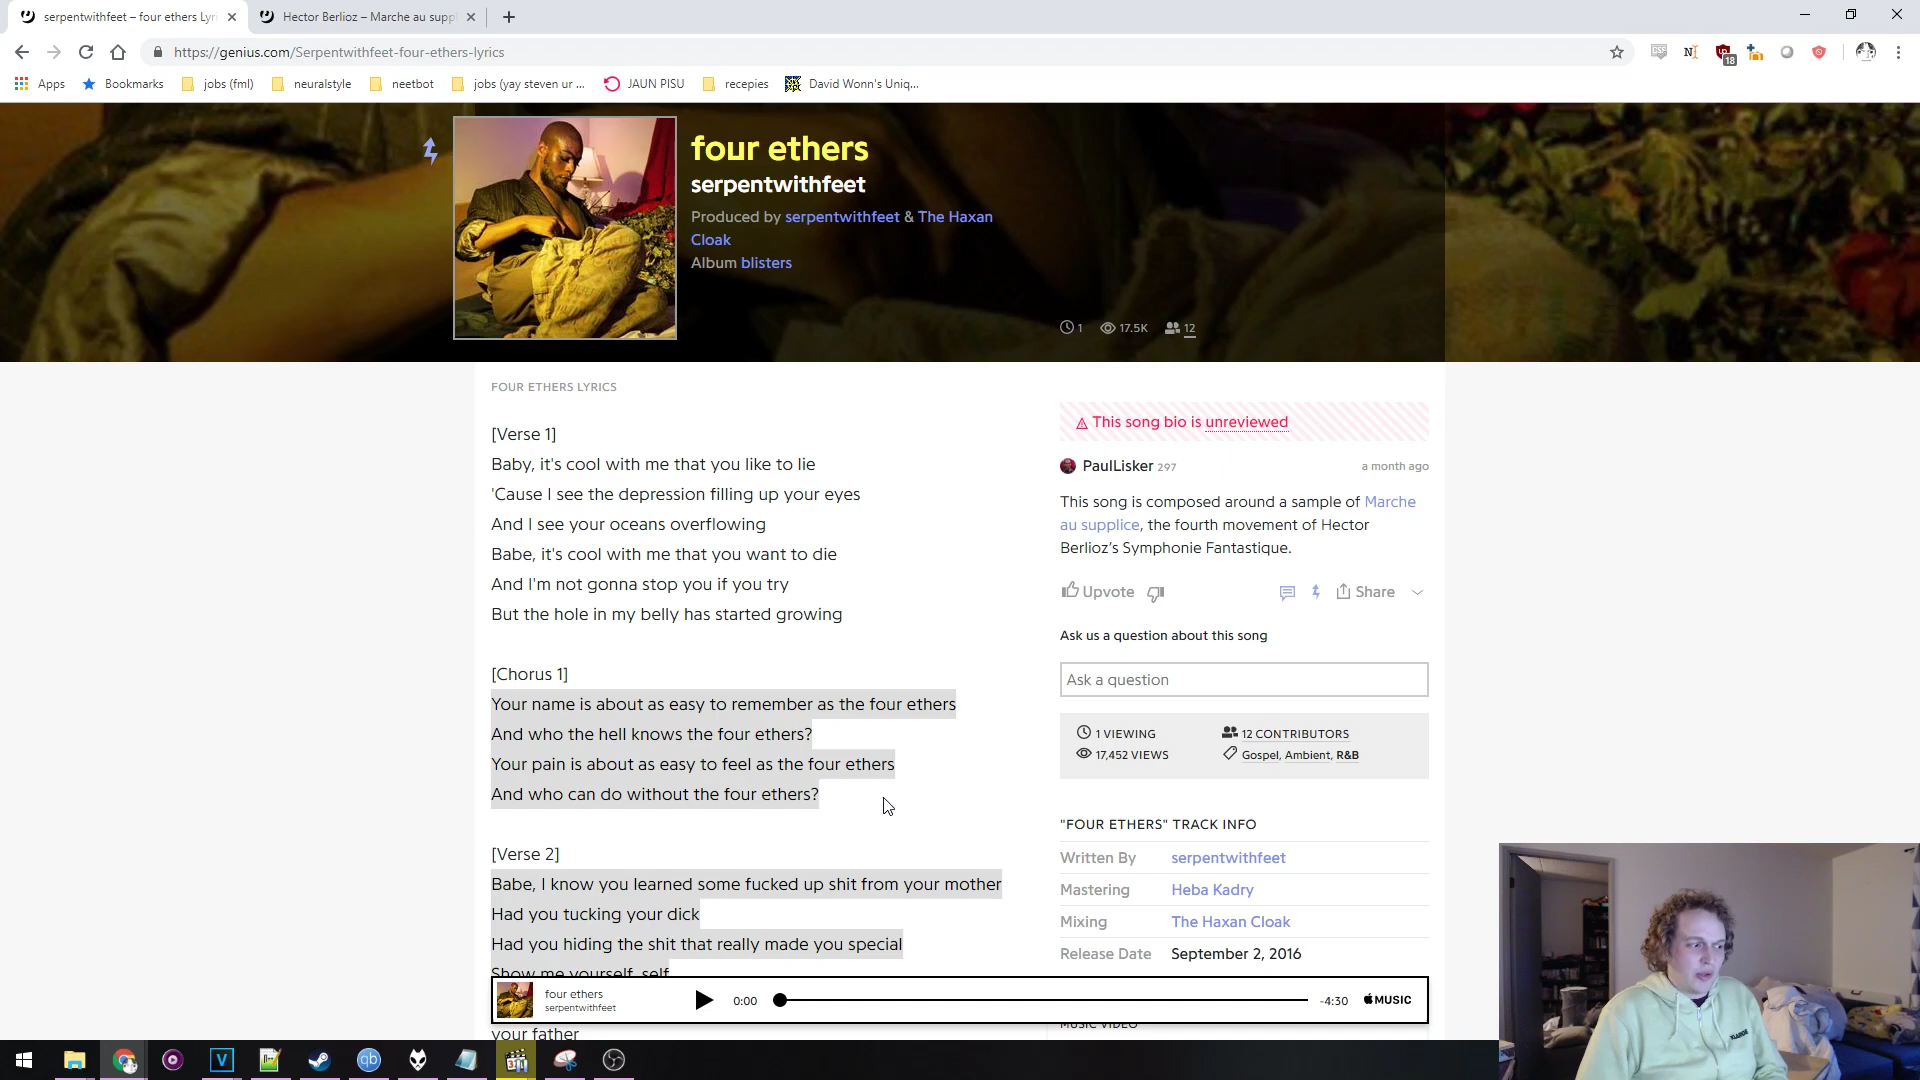 serpentwithfeet – four ethers Lyri
Hector Berlioz – Marche au suppl
https://genius.com/Serpentwithfeet-four-ethers-lyrics
18
Apps
Bookmarks
jobs (fml)
neuralstyle
neetbot
jobs (yay steven ur ...
JAUN PISU
recepies
David Wonn's Uniq...
four ethers
serpentwithfeet
Produced by serpentwithfeet & The Haxan
Cloak
Album blisters
1
17.5K
12
FOUR ETHERS LYRICS
[Verse 1]
Baby, it's cool with me that you like to lie
'Cause I see the depression filling up your eyes
And I see your oceans overflowing
Babe, it's cool with me that you want to die
And I'm not gonna stop you if you try
But the hole in my belly has started growing
[Chorus 1]
Your name is about as easy to remember as the four ethers
And who the hell knows the four ethers?
Your pain is about as easy to feel as the four ethers
And who can do without the four ethers?
[Verse 2]
Babe, I know you learned some fucked up shit from your mother
Had you tucking your dick
Had you hiding the shit that really made you special
Show me yourself, self
your father
This song bio is unreviewed
PaulLisker 297
a month ago
This song is composed around a sample of Marche
au supplice, the fourth movement of Hector
Berlioz’s Symphonie Fantastique.
Upvote
Share
Ask us a question about this song
Ask a question
1 VIEWING
12 CONTRIBUTORS
17,452 VIEWS
Gospel, Ambient, R&B
"FOUR ETHERS" TRACK INFO
Written By serpentwithfeet
Mastering Heba Kadry
Mixing The Haxan Cloak
Release Date September 2, 2016
MUSIC VIDEO
four ethers
serpentwithfeet
0:00
-4:30
MUSIC